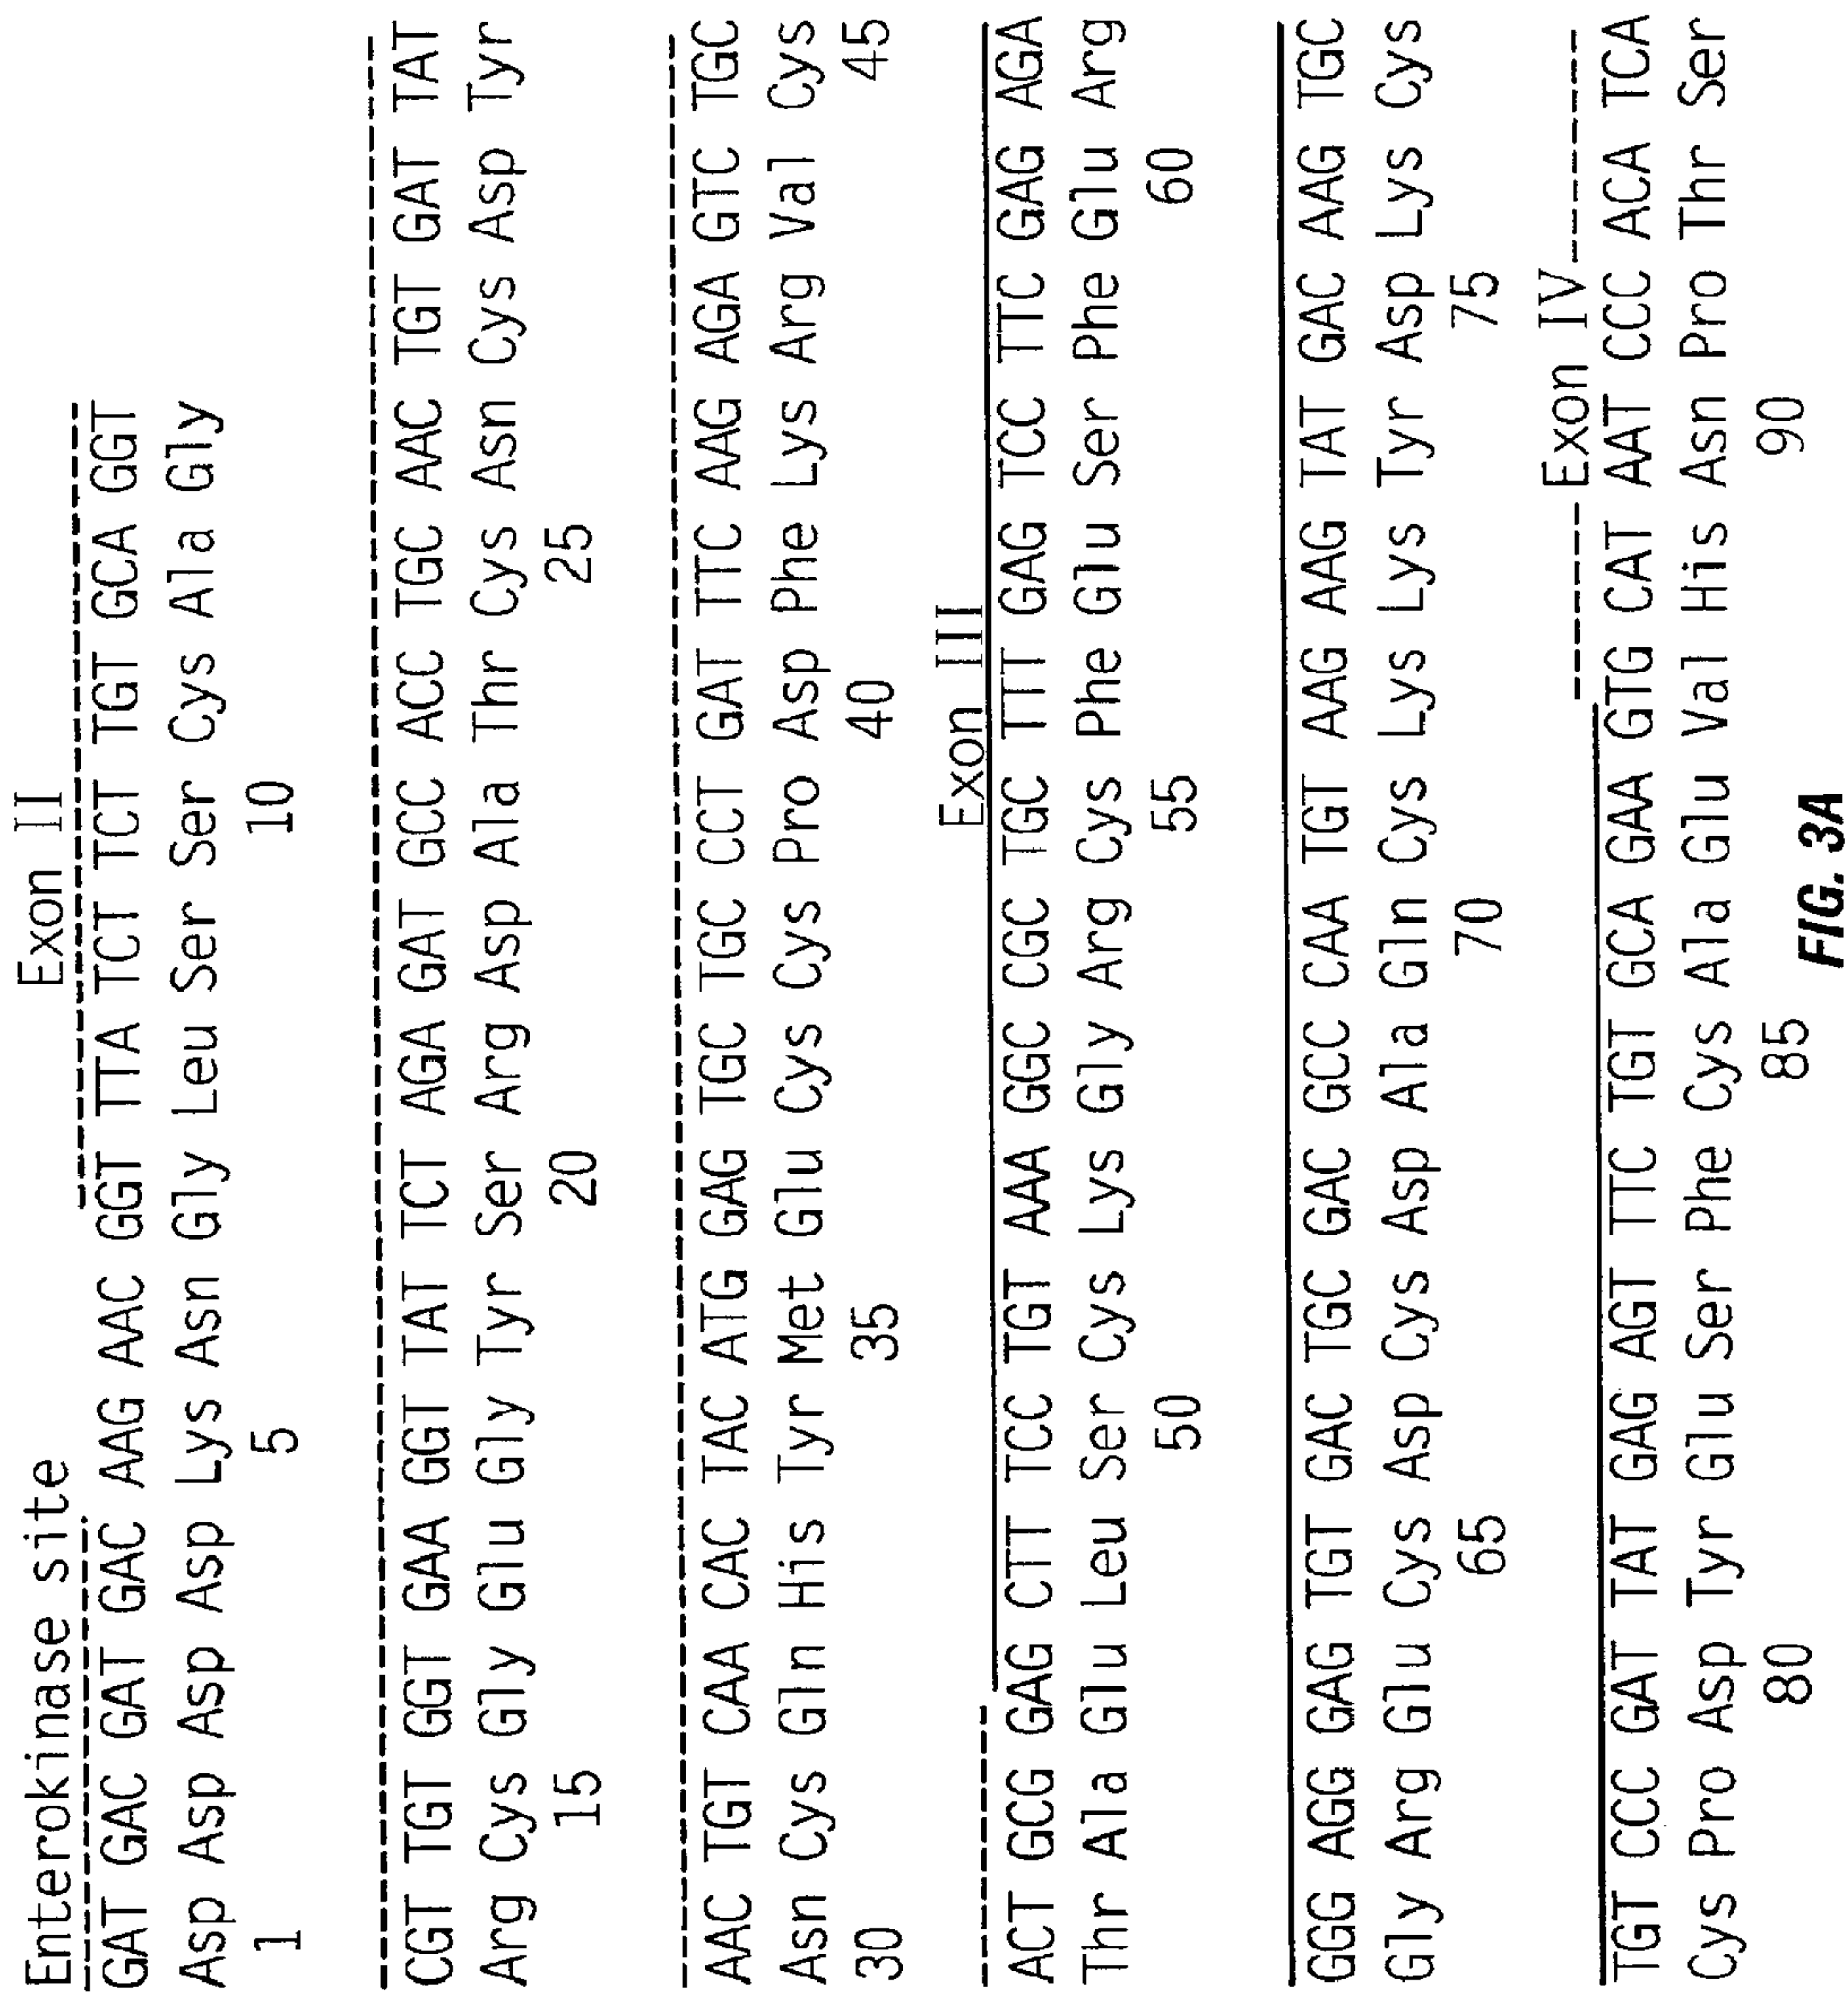 Enterokinase site Exon II
GAT GAC GAT GAC AAG AAC GGT TTA TCT TCT TGT GCA GGT
Asp Asp Asp Asp Lys Asn Gly Leu Ser Ser Cys Ala Gly
1 5 10
CGT TGT GGT GAA GGT TAT TCT AGA GAT GCC ACC TGC AAC TGT GAT TAT
Arg Cys Gly Glu Gly Tyr Ser Arg Asp Ala Thr Cys Asn Cys Asp Tyr
15 20 25
AAC TGT CAA CAC TAC ATG GAG TGC TGC CCT GAT TTC AAG AGA GTC TGC
Asn Cys Gln His Tyr Met Glu Cys Cys Pro Asp Phe Lys Arg Val Cys
30 35 40 45
Exon III
ACT GCG GAG CTT TCC TGT AAA GGC CGC TGC TTT GAG TCC TTC GAG AGA
Thr Ala Glu Leu Ser Cys Lys Gly Arg Cys Phe Glu Ser Phe Glu Arg
50 55 60
GGG AGG GAG TGT GAC TGC GAC GCC CAA TGT AAG AAG TAT GAC AAG TGC
Gly Arg Glu Cys Asp Cys Asp Ala Gln Cys Lys Lys Tyr Asp Lys Cys
65 70 75
Exon IV
TGT CCC GAT TAT GAG AGT TTC TGT GCA GAA GTG CAT AAT CCC ACA TCA
Cys Pro Asp Tyr Glu Ser Phe Cys Ala Glu Val His Asn Pro Thr Ser
80 85 90
FIG. 3A